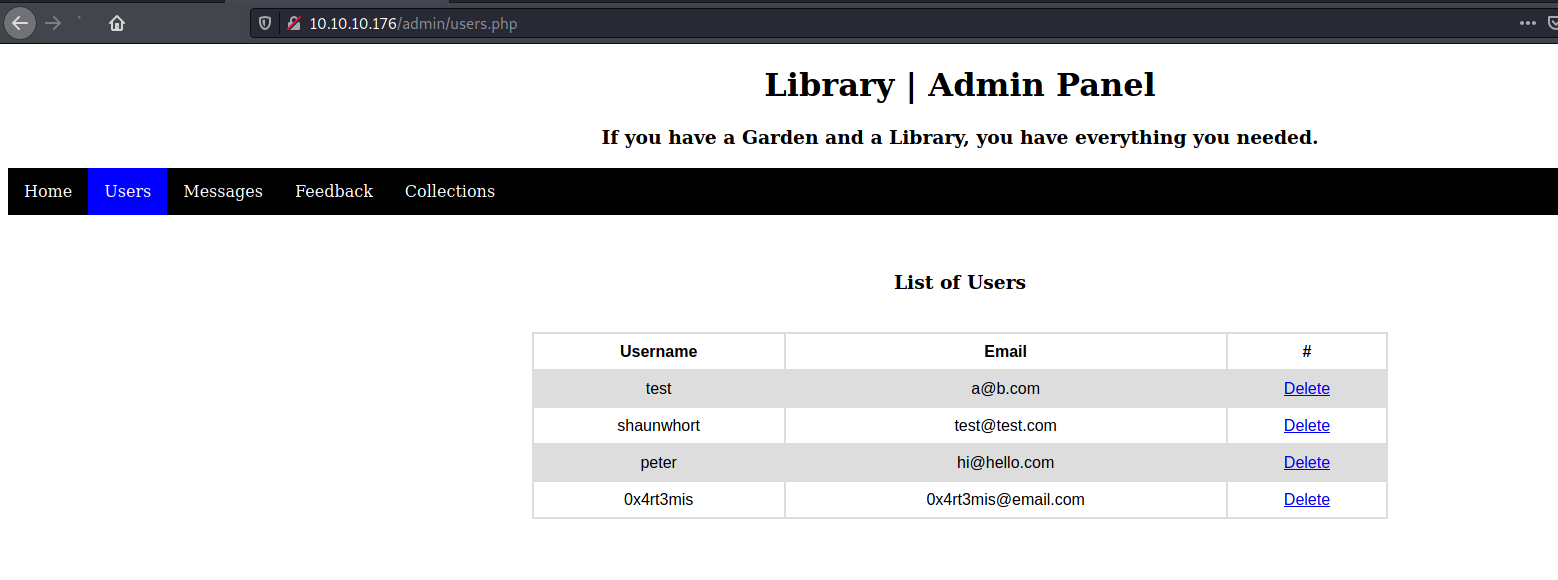 10.10.10.176/admin/users.php
Library | Admin Panel
If you have a Garden and a Library, you have everything you needed.
Home Users Messages Feedback Collections
List of Users
Username Email #
test a@b.com Delete
shaunwhort test@test.com Delete
peter hi@hello.com Delete
0x4rt3mis 0x4rt3mis@email.com Delete